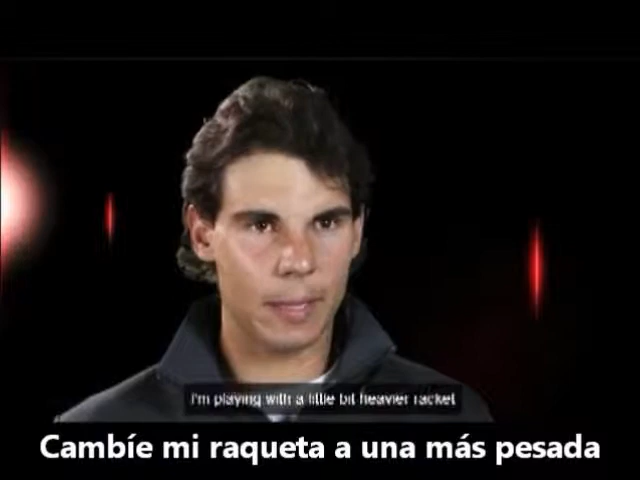 I'm playing with a little bit heavier racket
Cambíe mi raqueta a una más pesada